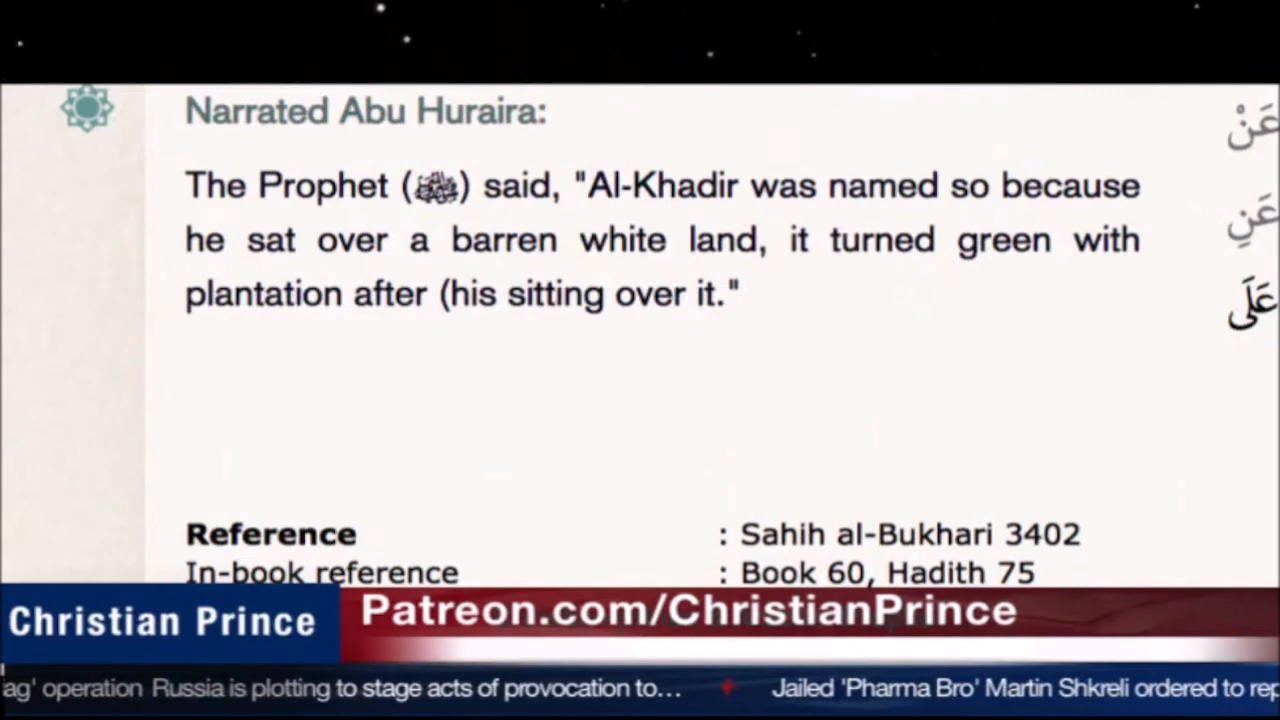 Narrated Abu Huraira:
عَنْ
The Prophet (ﷺ) said, "Al-Khadir was named so because
عَنِ
he sat over a barren white land, it turned green with
plantation after (his sitting over it."
عَلَى
Reference : Sahih al-Bukhari 3402
In-book reference : Book 60, Hadith 75
Christian Prince
Patreon.com/ChristianPrince
ag' operation Russia is plotting to stage acts of provocation to… Jailed 'Pharma Bro' Martin Shkreli ordered to rep